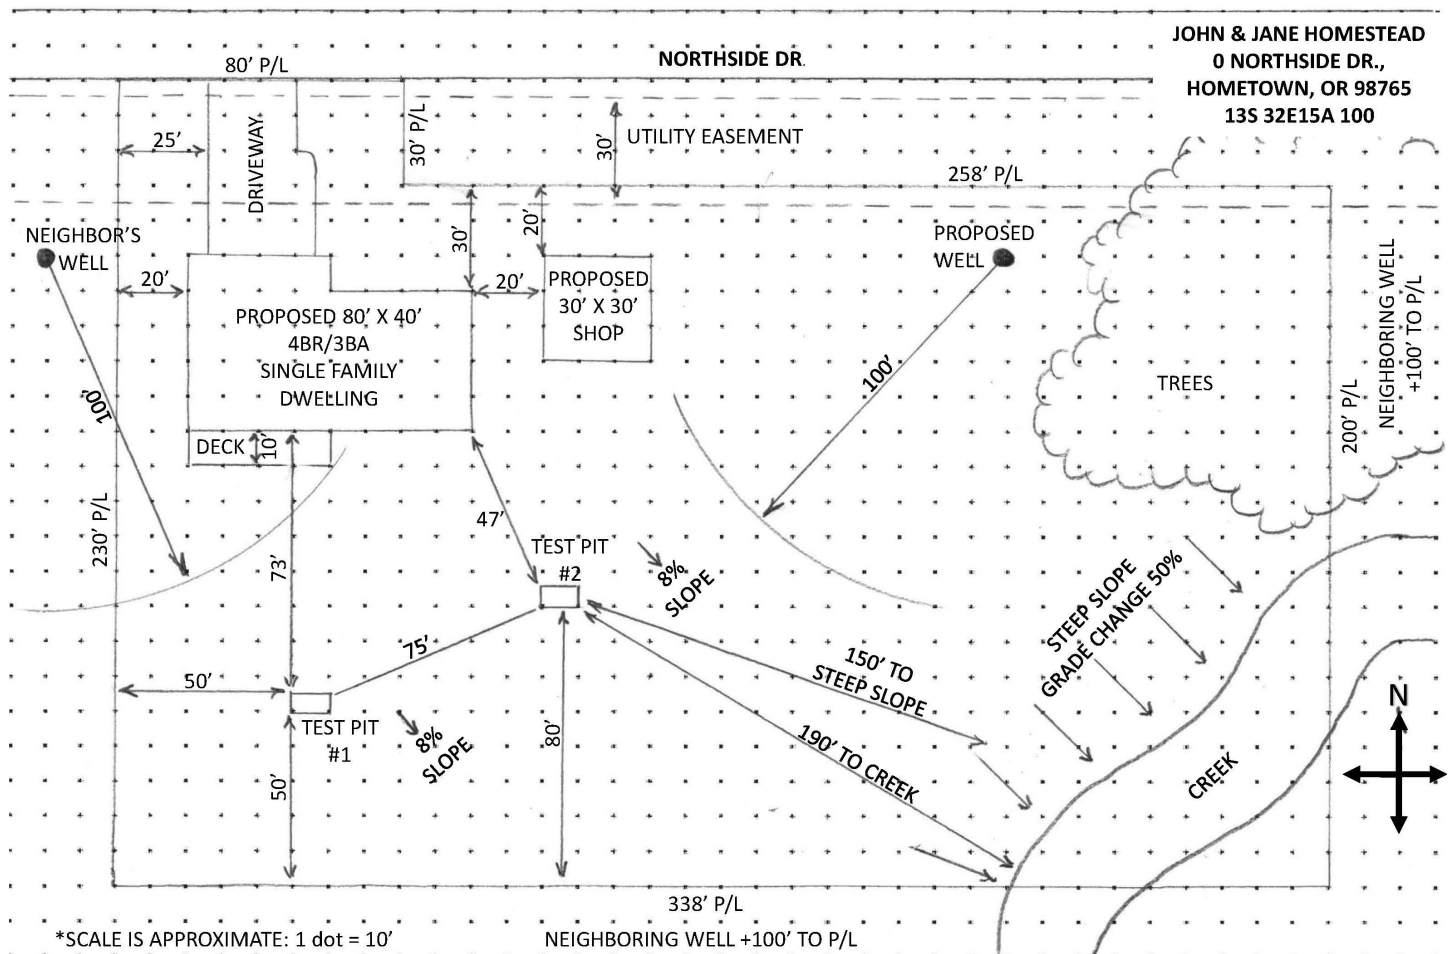 JOHN & JANE HOMESTEAD
0 NORTHSIDE DR.,
HOMETOWN, OR 98765
13S 32E15A 100
NORTHSIDE DR.
80’ P/L
30’ P/L
25’
DRIVEWAY
30’
UTILITY EASEMENT
258’ P/L
NEIGHBOR’S
WELL
20’
30’
20’
20’
PROPOSED
30’ X 30’
SHOP
PROPOSED
WELL
PROPOSED 80’ X 40’
4BR/3BA
SINGLE FAMILY
DWELLING
100’
100’
TREES
NEIGHBORING WELL
+100’ TO P/L
200’ P/L
DECK
10’
230’ P/L
47’
73’
TEST PIT
#2
8%
SLOPE
STEEP SLOPE
GRADE CHANGE 50%
75’
50’
150’ TO
STEEP SLOPE
190’ TO CREEK
TEST PIT
#1
8%
SLOPE
80’
50’
CREEK
N
338’ P/L
*SCALE IS APPROXIMATE: 1 dot = 10’
NEIGHBORING WELL +100’ TO P/L